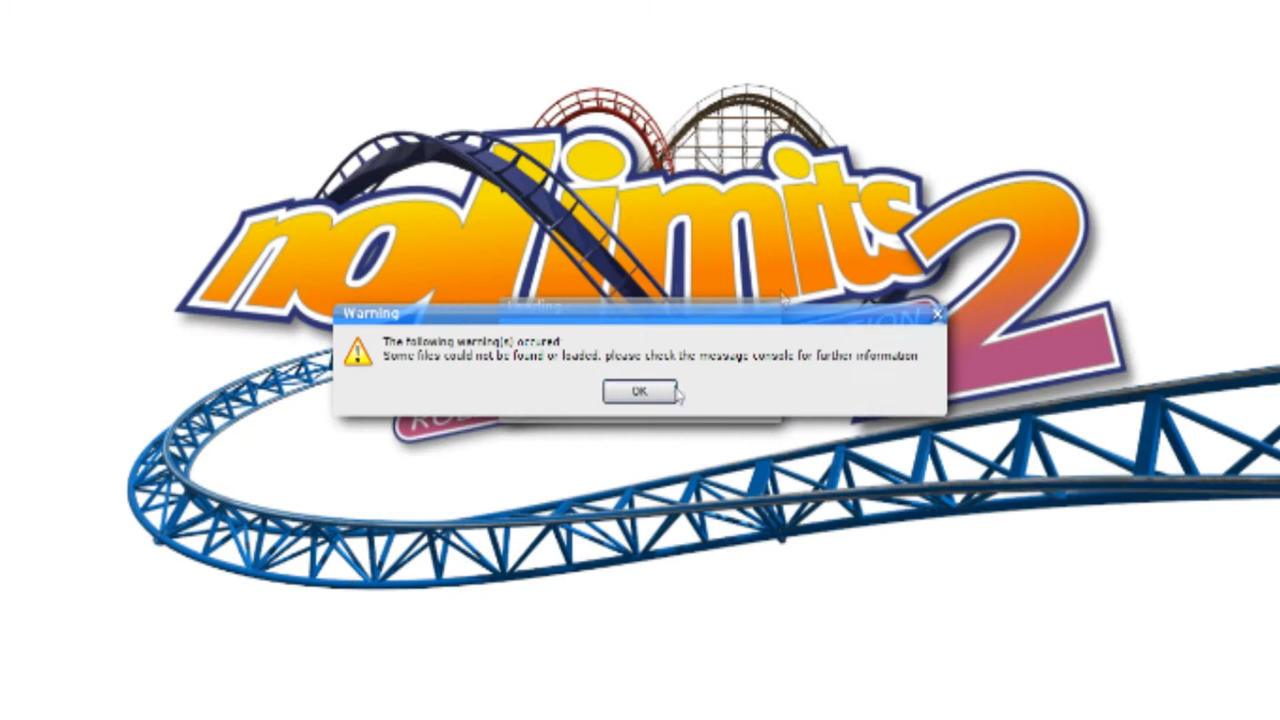 nolimits 2
Loading...
Warning
The following warning(s) occured:
Some files could not be found or loaded, please check the message console for further information
OK